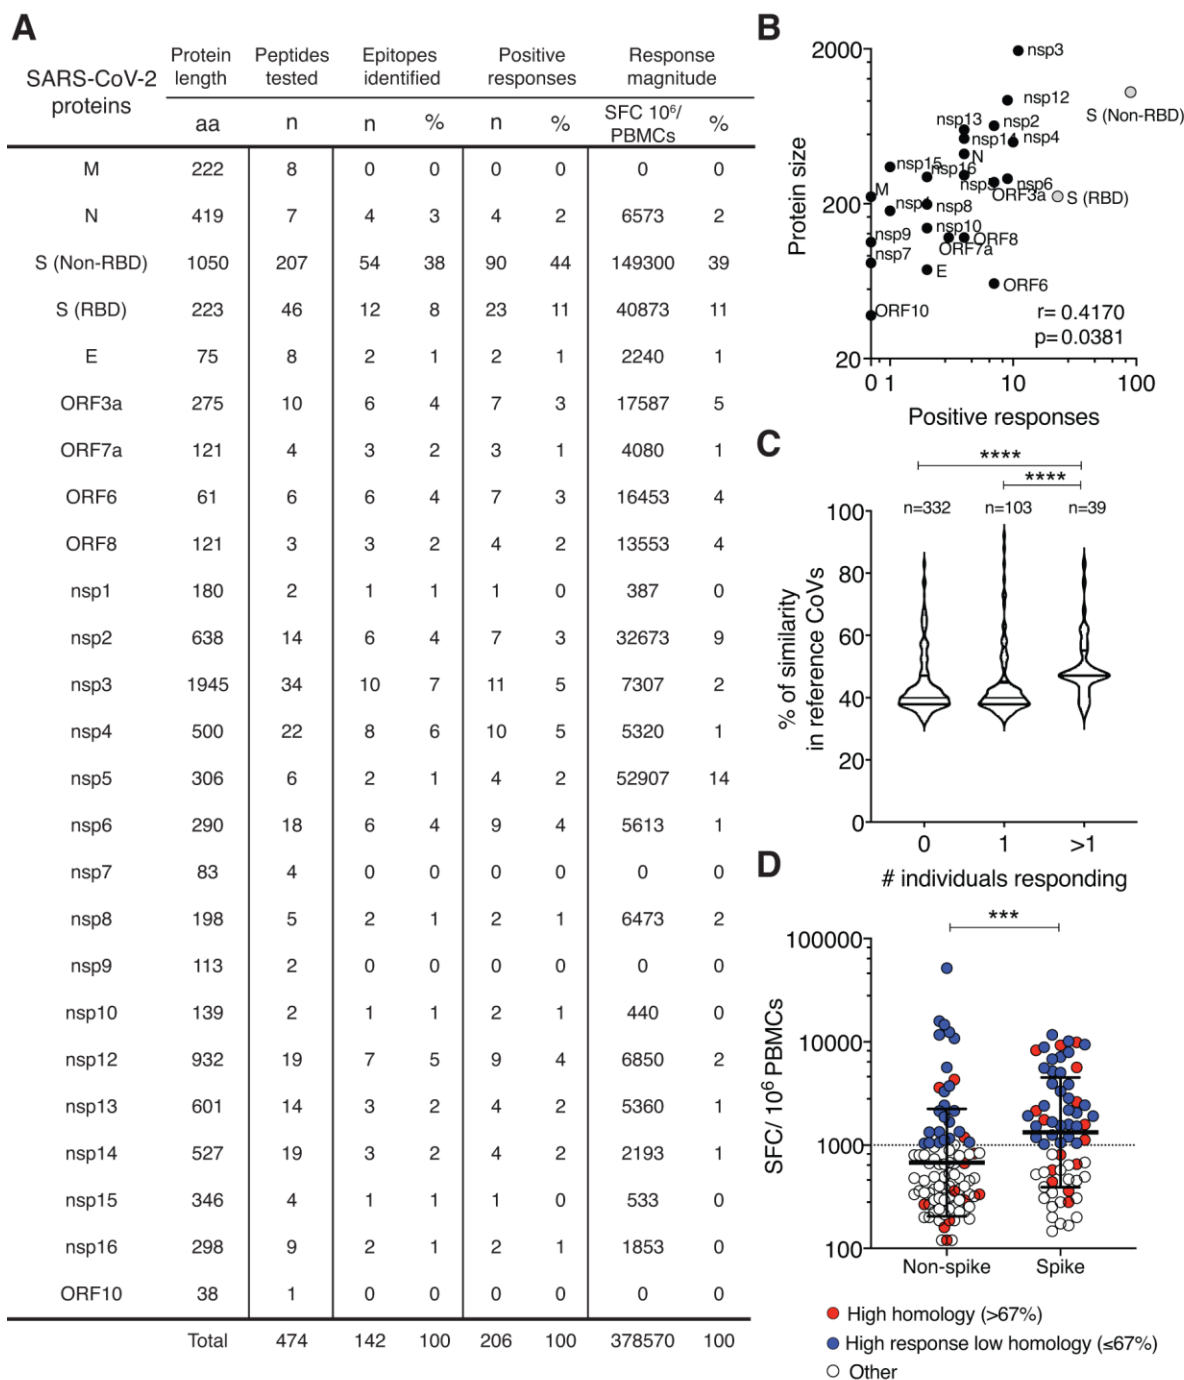 A
SARS-CoV-2 proteins | Protein length | Peptides tested | Epitopes identified | Positive responses | Response magnitude
aa | n | n | % | n | % | SFC 10⁶/ PBMCs | %
M 222 8 0 0 0 0 0 0
N 419 7 4 3 4 2 6573 2
S (Non-RBD) 1050 207 54 38 90 44 149300 39
S (RBD) 223 46 12 8 23 11 40873 11
E 75 8 2 1 2 1 2240 1
ORF3a 275 10 6 4 7 3 17587 5
ORF7a 121 4 3 2 3 1 4080 1
ORF6 61 6 6 4 7 3 16453 4
ORF8 121 3 3 2 4 2 13553 4
nsp1 180 2 1 1 1 0 387 0
nsp2 638 14 6 4 7 3 32673 9
nsp3 1945 34 10 7 11 5 7307 2
nsp4 500 22 8 6 10 5 5320 1
nsp5 306 6 2 1 4 2 52907 14
nsp6 290 18 6 4 9 4 5613 1
nsp7 83 4 0 0 0 0 0 0
nsp8 198 5 2 1 2 1 6473 2
nsp9 113 2 0 0 0 0 0 0
nsp10 139 2 1 1 2 1 440 0
nsp12 932 19 7 5 9 4 6850 2
nsp13 601 14 3 2 4 2 5360 1
nsp14 527 19 3 2 4 2 2193 1
nsp15 346 4 1 1 1 0 533 0
nsp16 298 9 2 1 2 1 1853 0
ORF10 38 1 0 0 0 0 0 0
Total 474 142 100 206 100 378570 100
B
Protein size
2000
200
20
nsp3
nsp12
S (Non-RBD)
nsp13
nsp2
nsp14
nsp4
N
nsp15
nsp16
nsp5
nsp6
M
ORF3a
S (RBD)
nsp1
nsp8
nsp9
nsp10
ORF8
ORF7a
nsp7
E
ORF6
ORF10
r= 0.4170
p= 0.0381
0 1 10 100
Positive responses
C
****
****
n=332 n=103 n=39
% of similarity
in reference CoVs
100
80
60
40
20
0
0 1 >1
# individuals responding
D
***
SFC/ 10⁶ PBMCs
100000
10000
1000
100
Non-spike Spike
High homology (>67%)
High response low homology (≤67%)
Other